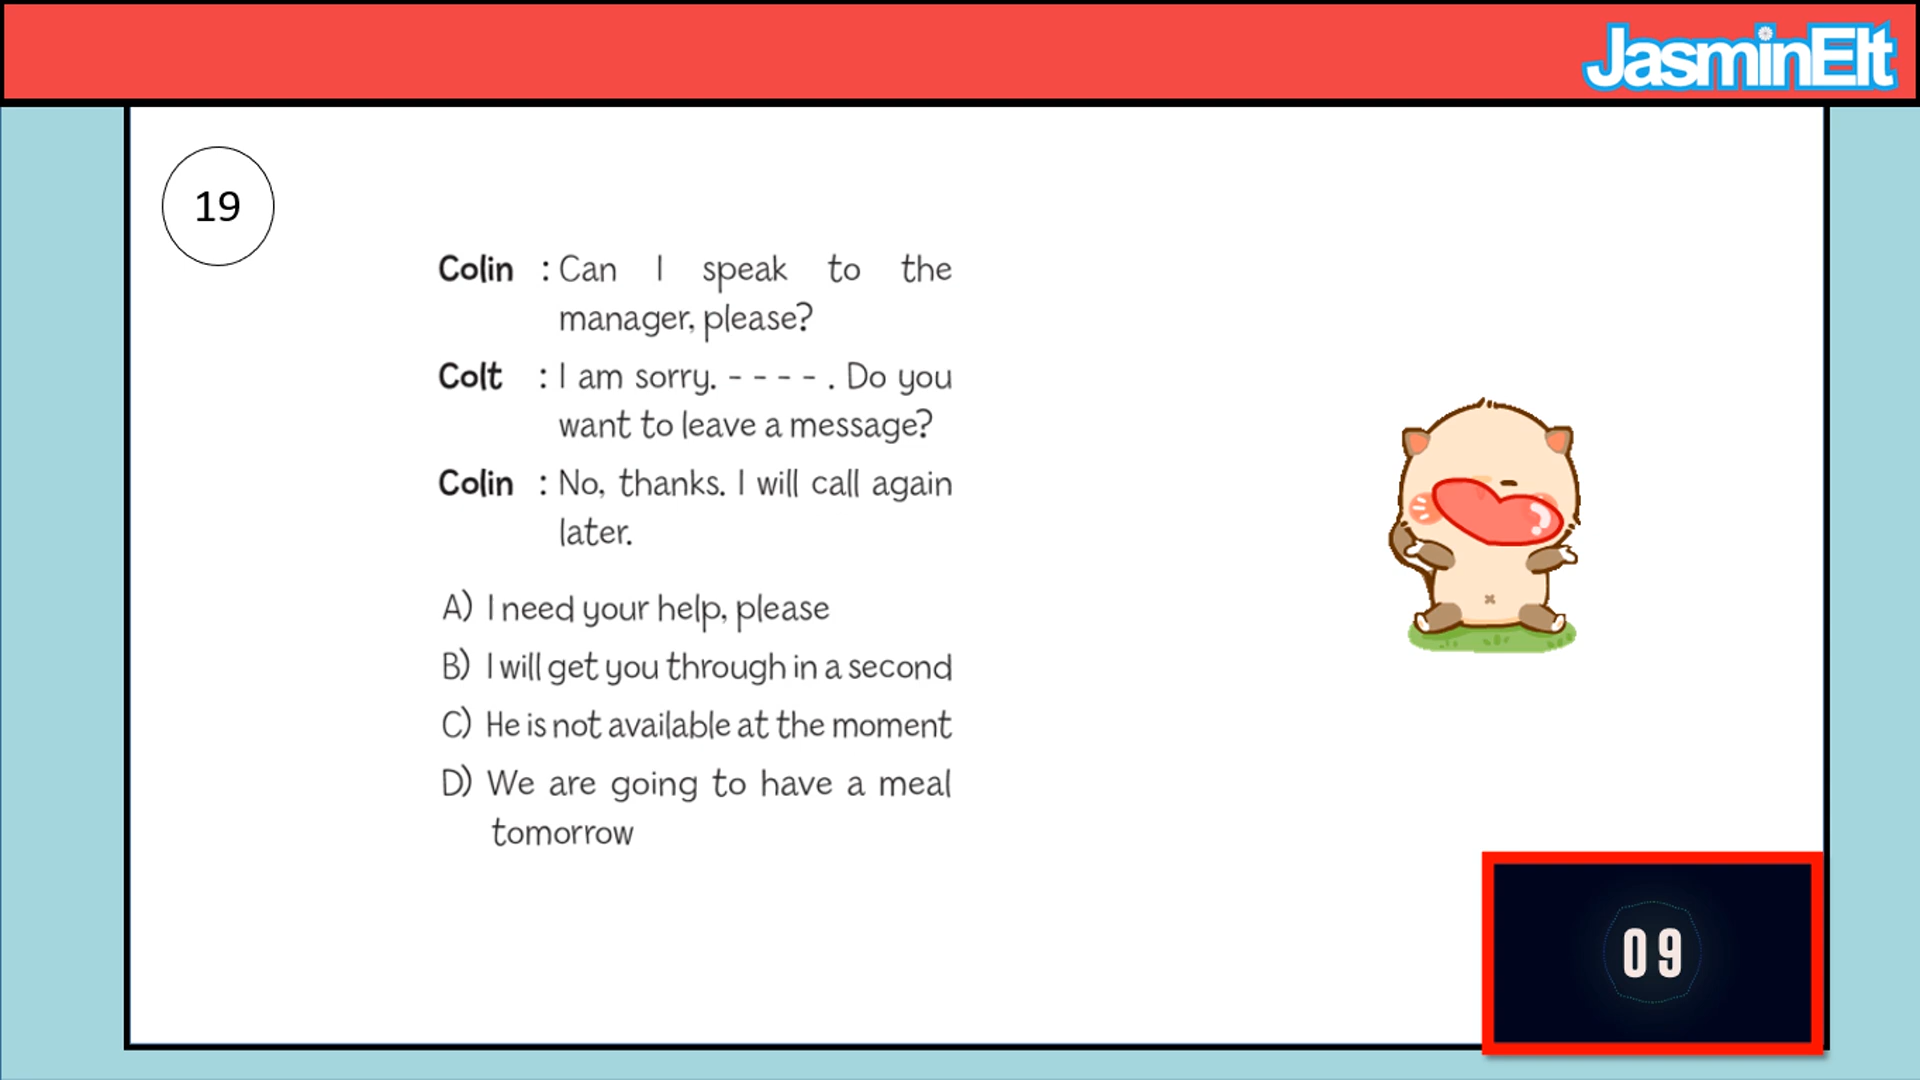 JasminElt
19
Colin : Can I speak to the
manager, please?
Colt : I am sorry. - - - - . Do you
want to leave a message?
Colin : No, thanks. I will call again
later.
A) I need your help, please
B) I will get you through in a second
C) He is not available at the moment
D) We are going to have a meal
tomorrow
09